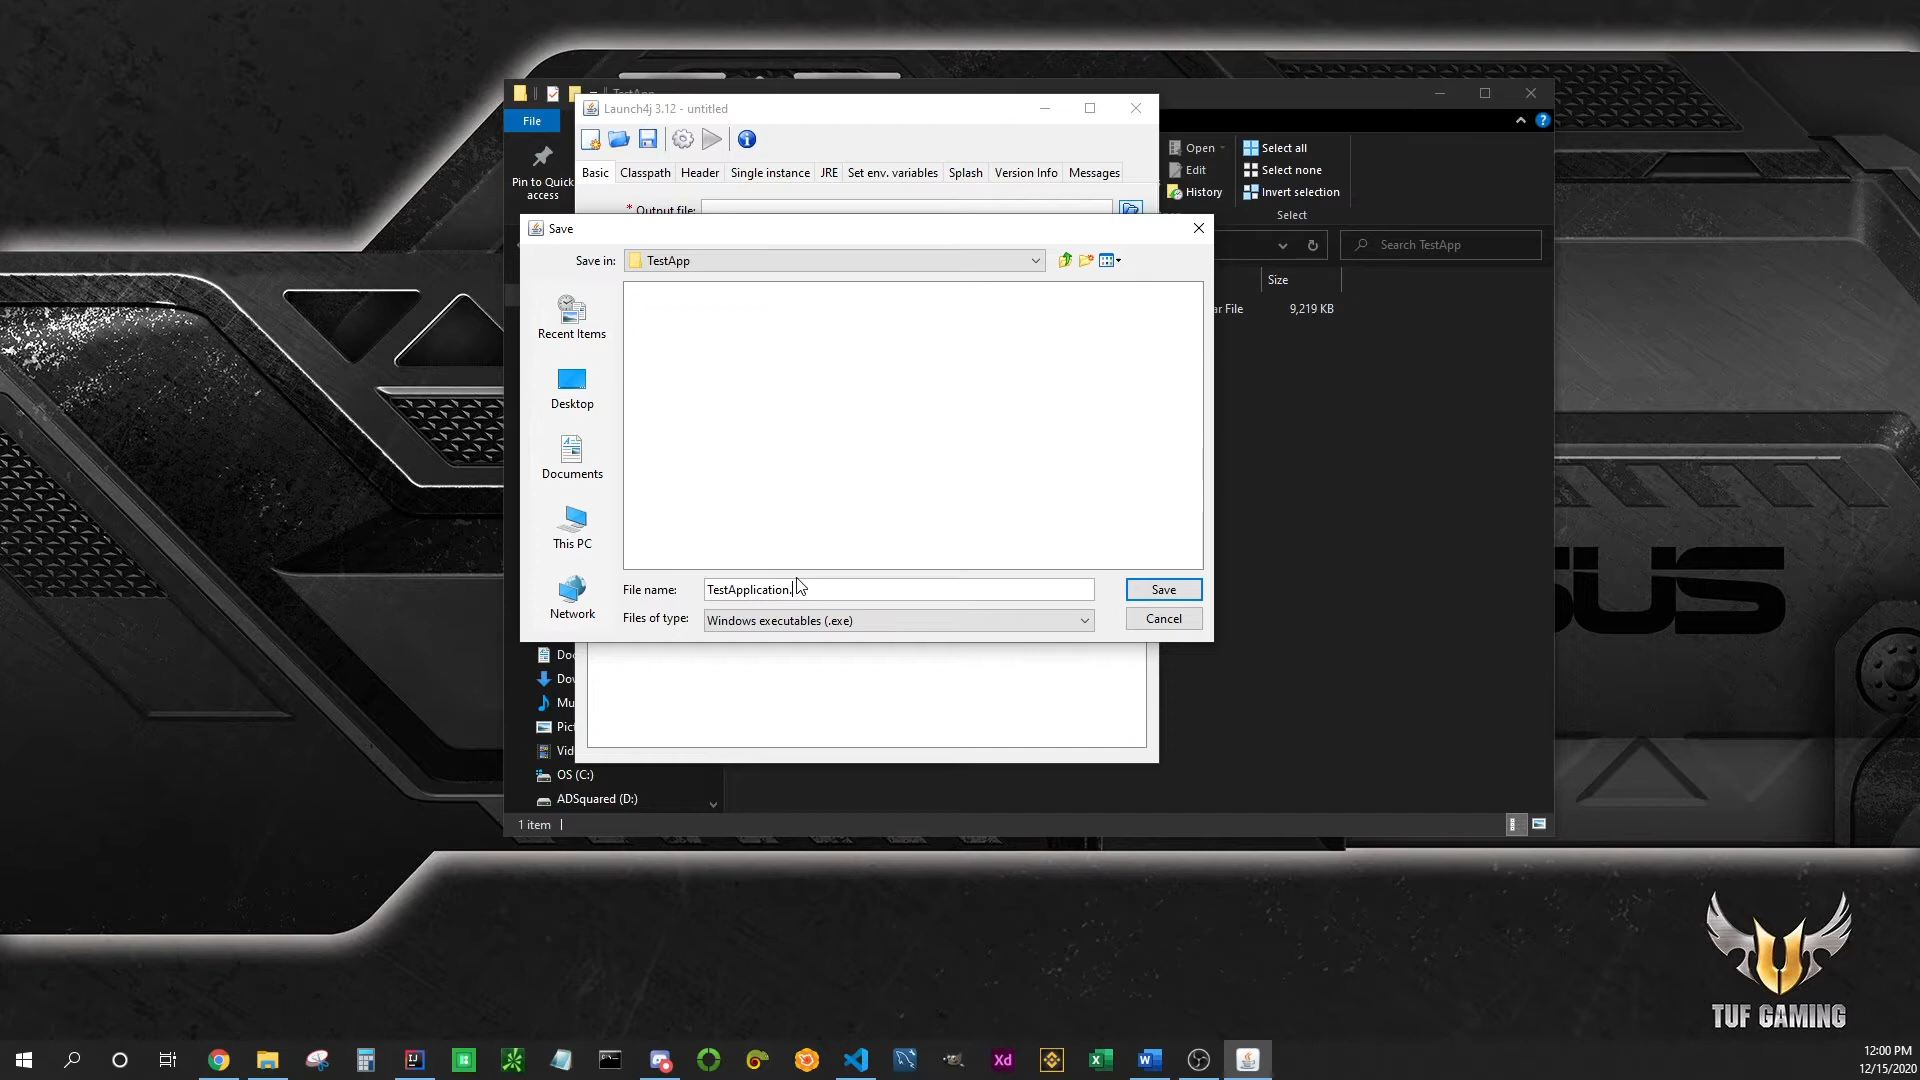 TestApp
Launch4j 3.12 - untitled
File
Basic Classpath Header Single instance JRE Set env. variables Splash Version Info Messages
* Output file:
Pin to Quick
access
Open
Edit
History
Select all
Select none
Invert selection
Select
Search TestApp
Size
ar File 9,219 KB
Save
Save in: TestApp
Recent Items
Desktop
Documents
This PC
Network
File name: TestApplication.
Files of type: Windows executables (.exe)
Save
Cancel
Doc
Dov
Mu
Pict
Vid
OS (C:)
ADSquared (D:)
1 item
SUS
TUF GAMING
Xd
12:00 PM
12/15/2020